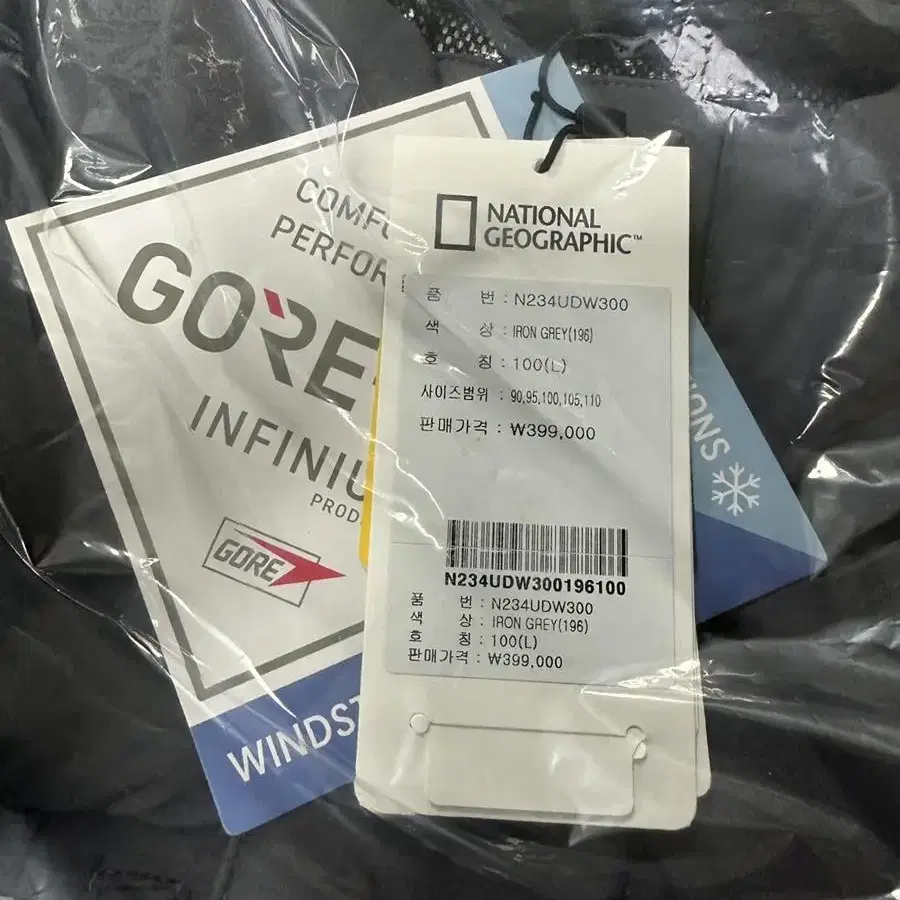 COMF
PERFOR
GORE-
INFINIU
PROD
GORE
WINDST
IONS
NATIONAL
GEOGRAPHIC™
품 번 : N234UDW300
색 상 : IRON GREY(196)
호 칭 : 100(L)
사이즈범위 : 90,95,100,105,110
판매가격 : ₩399,000
N234UDW300196100
품 번 : N234UDW300
색 상 : IRON GREY(196)
호 칭 : 100(L)
판매가격 : ₩399,000